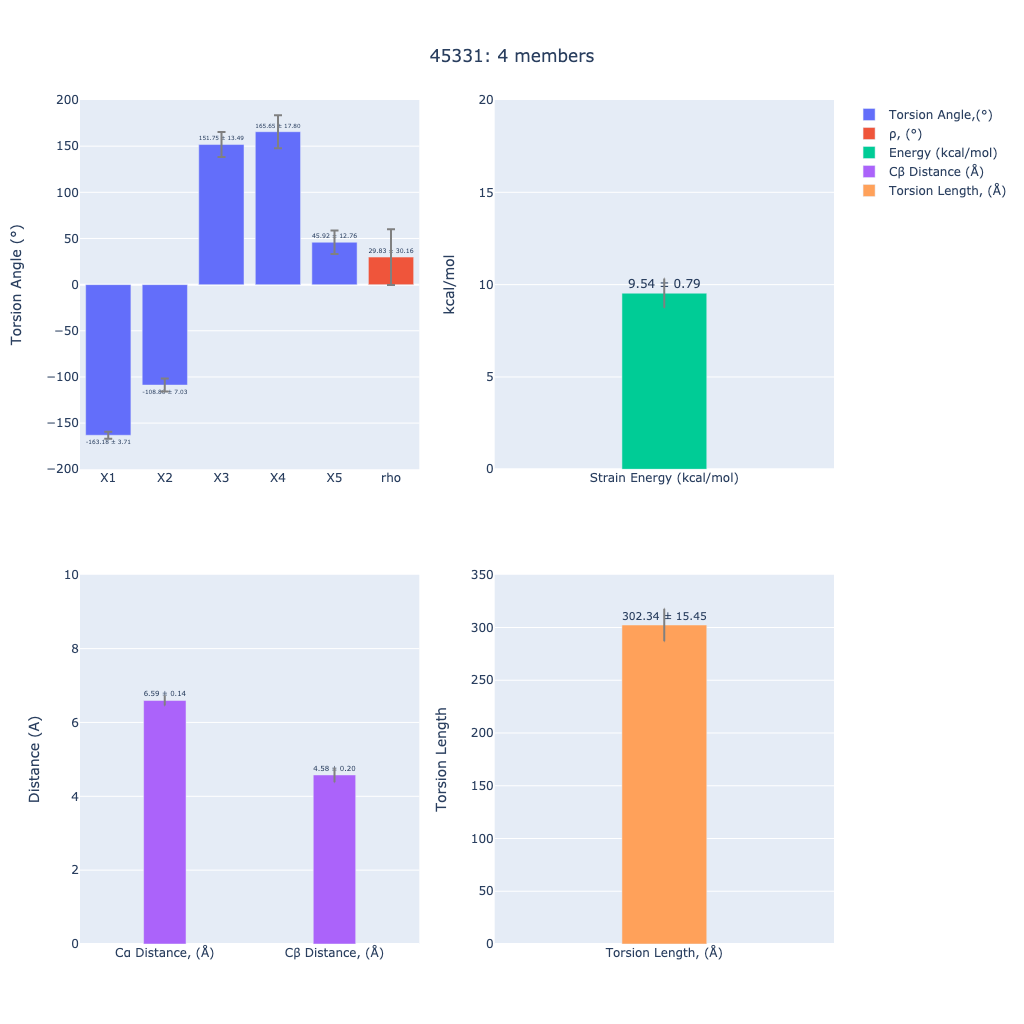 45331: 4 members
Torsion Angle (°)
200
150
100
50
0
−50
−100
−150
−200
-163.18 ± 3.71
± 7.03
151.75 ± 13.49
165.65 ± 17.80
45.92 ± 12.76
29.83 ± 30.16
X1 X2 X3 X4 X5 rho
kcal/mol
20
15
10
5
0
9.54 ± 0.79
Strain Energy (kcal/mol)
Torsion Angle,(°)
ρ, (°)
Energy (kcal/mol)
Cβ Distance (Å)
Torsion Length, (Å)
Distance (A)
10
8
6
4
2
0
6.59 ± 0.14
4.58 ± 0.20
Cα Distance, (Å) Cβ Distance, (Å)
Torsion Length
350
300
250
200
150
100
50
0
302.34 ± 15.45
Torsion Length, (Å)